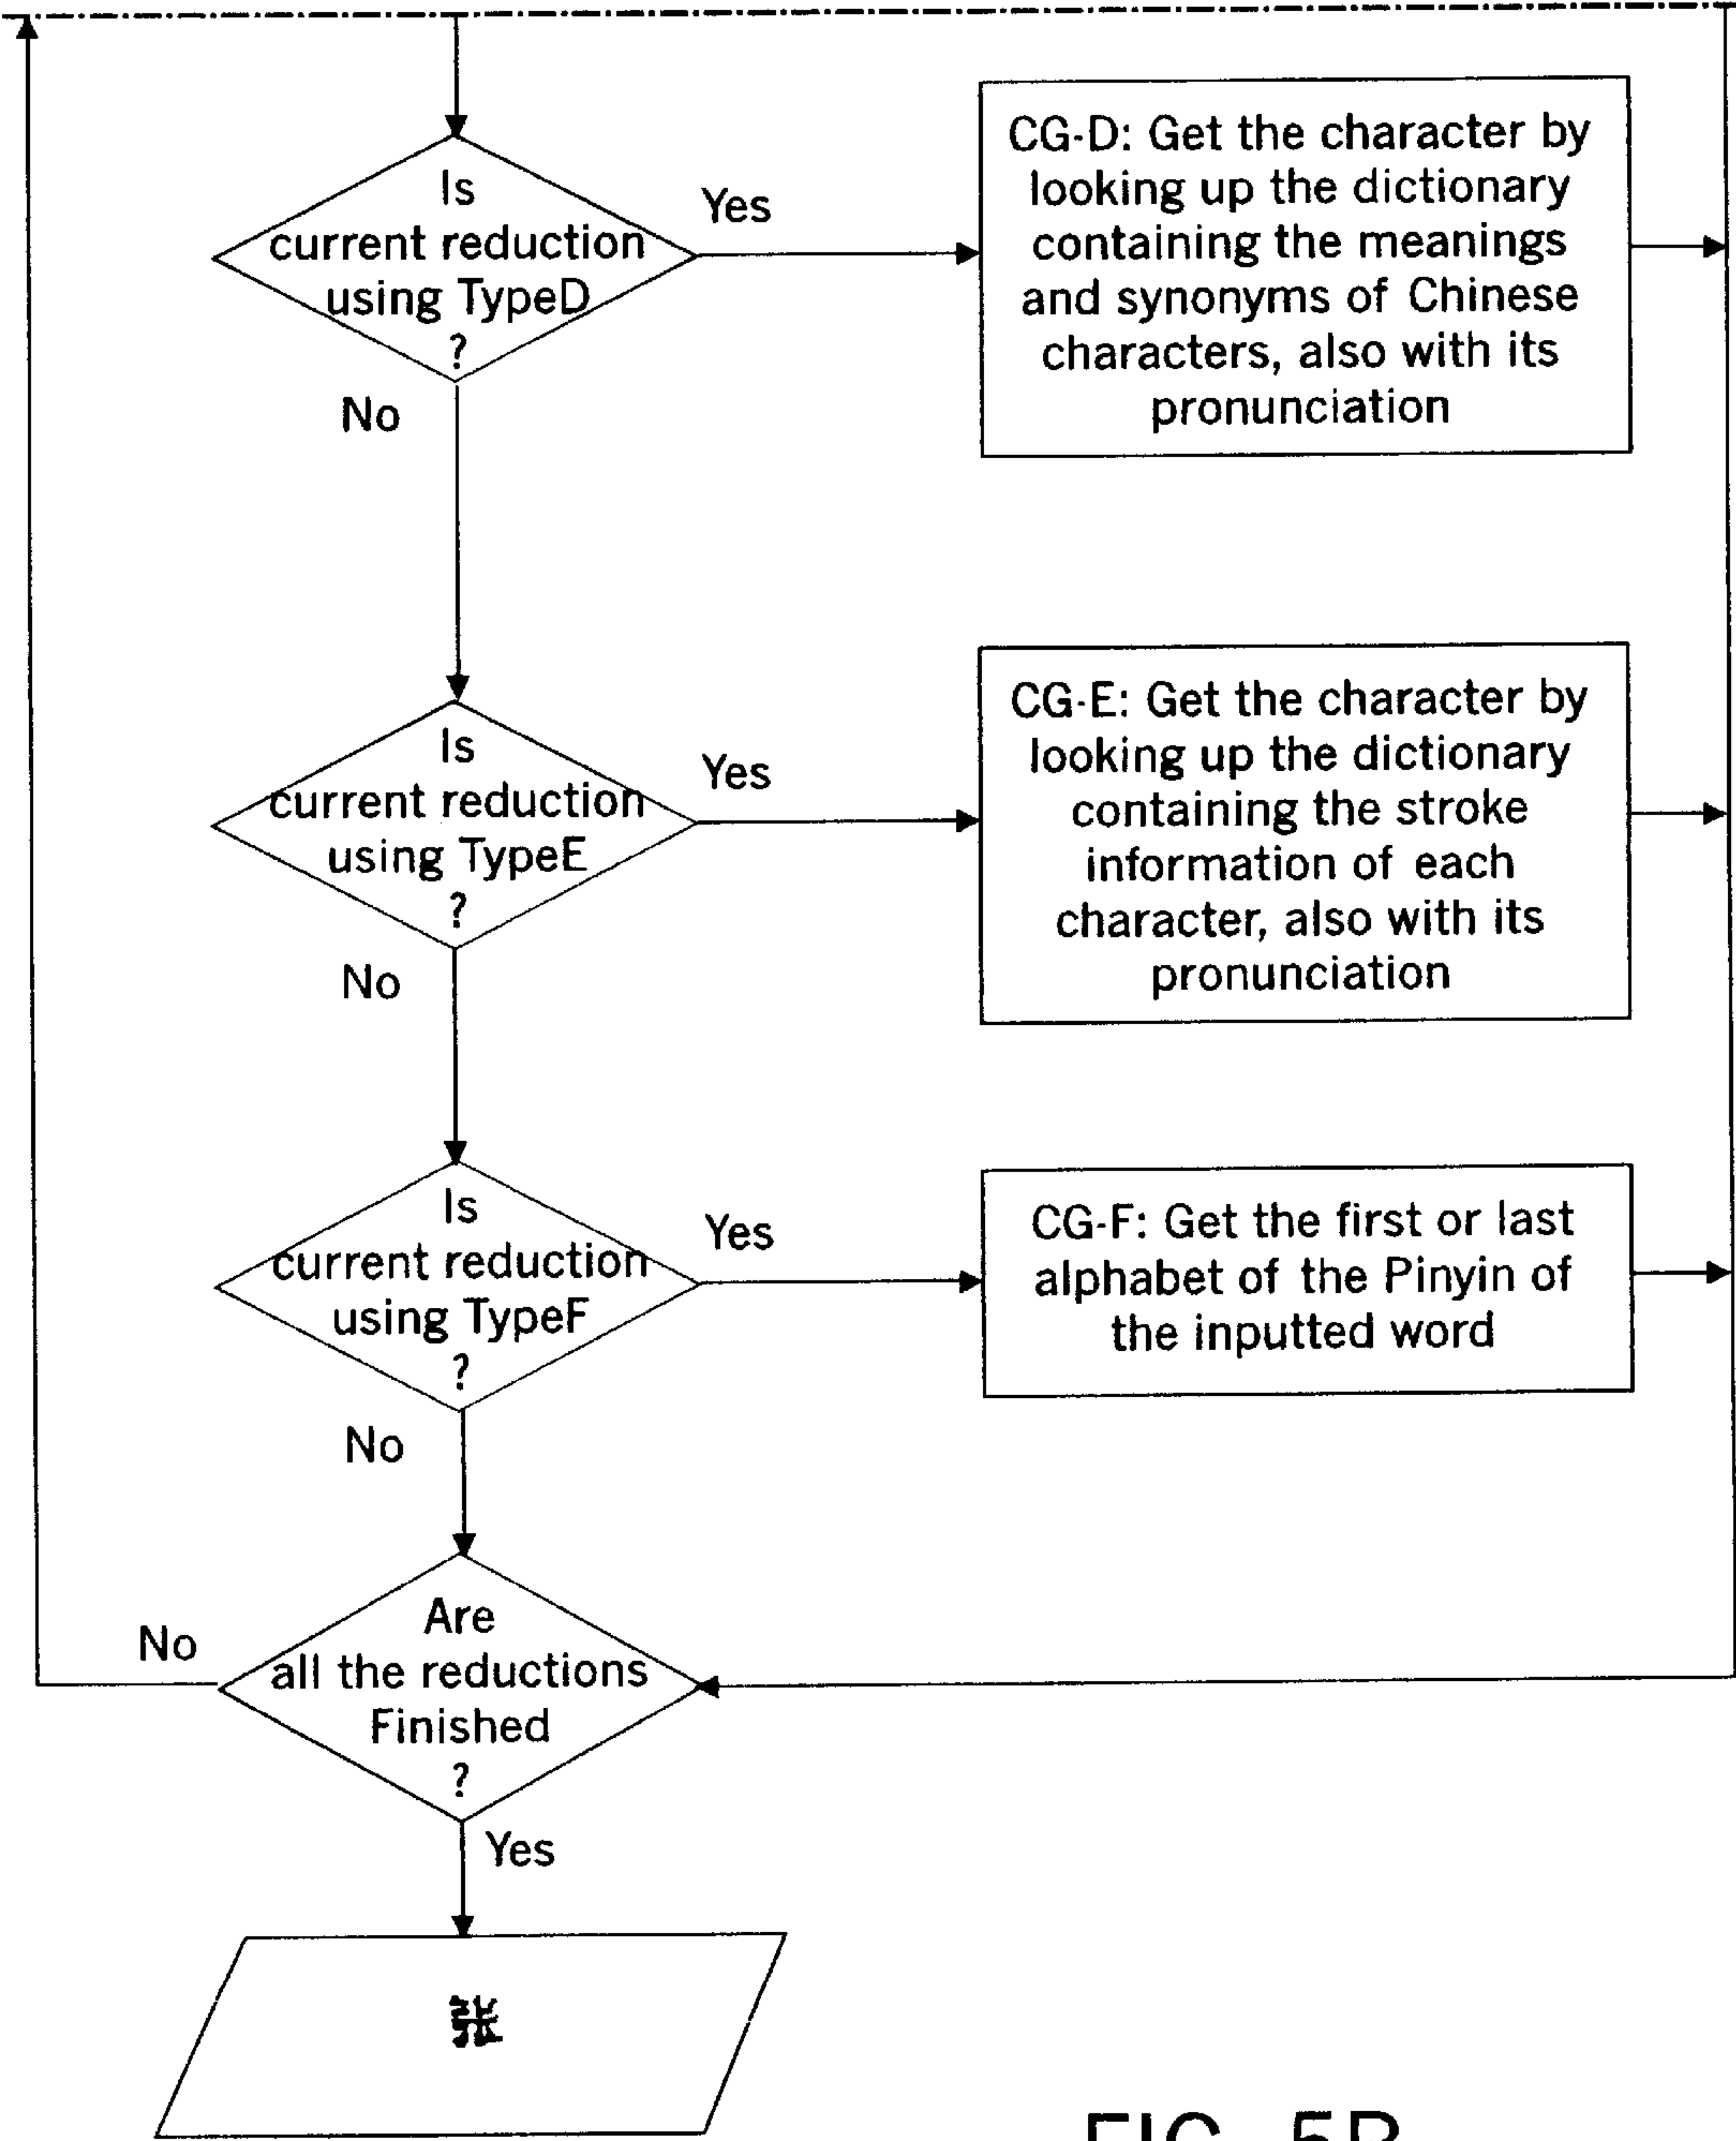 Is
current reduction
using TypeD
?
Yes
No
CG-D: Get the character by
looking up the dictionary
containing the meanings
and synonyms of Chinese
characters, also with its
pronunciation
Is
current reduction
using TypeE
?
Yes
No
CG-E: Get the character by
looking up the dictionary
containing the stroke
information of each
character, also with its
pronunciation
Is
current reduction
using TypeF
?
Yes
No
CG-F: Get the first or last
alphabet of the Pinyin of
the inputted word
Are
all the reductions
Finished
?
No
Yes
张
FIG. 5B